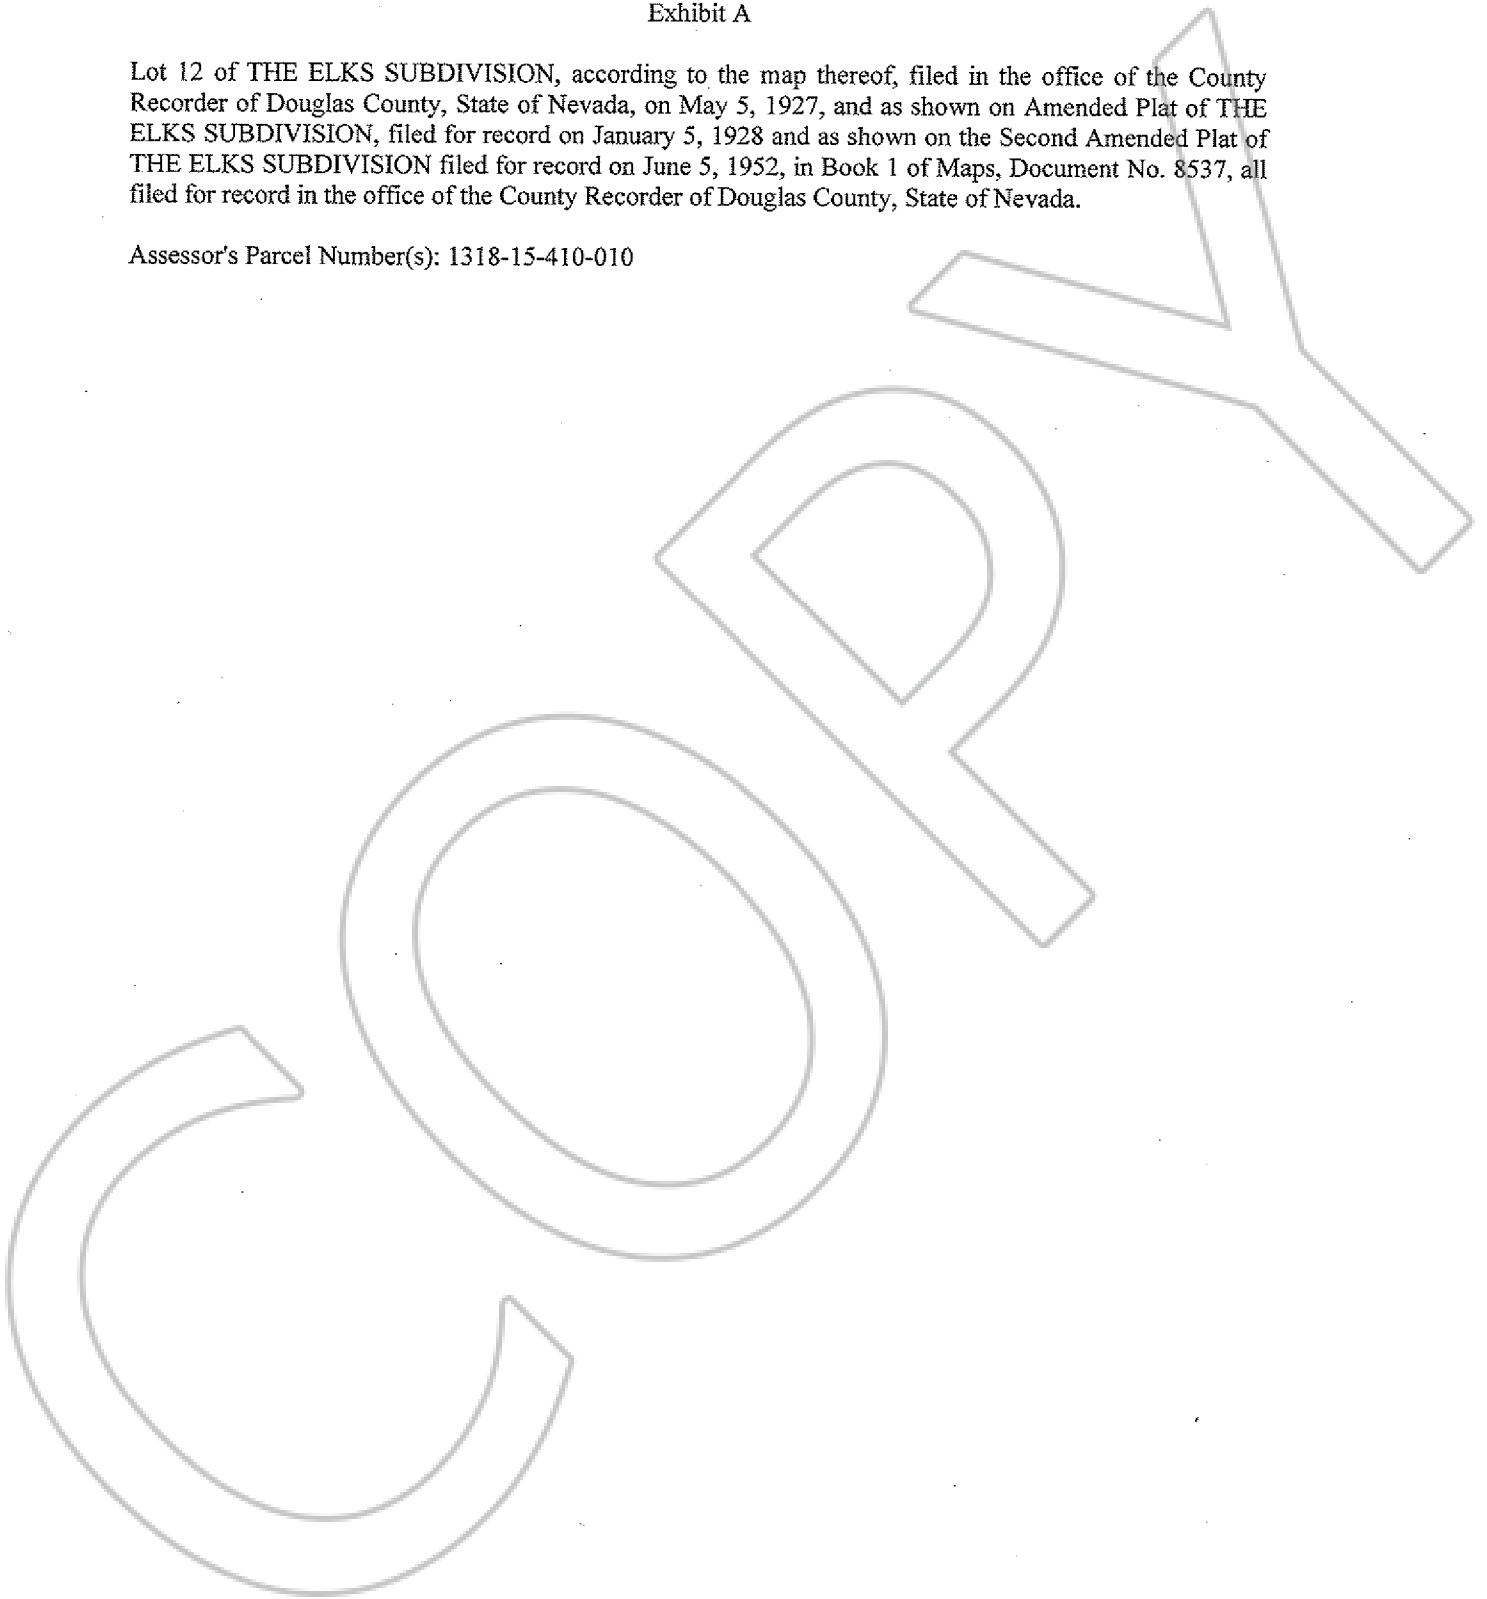 Exhibit A
Lot 12 of THE ELKS SUBDIVISION, according to the map thereof, filed in the office of the County
Recorder of Douglas County, State of Nevada, on May 5, 1927, and as shown on Amended Plat of THE
ELKS SUBDIVISION, filed for record on January 5, 1928 and as shown on the Second Amended Plat of
THE ELKS SUBDIVISION filed for record on June 5, 1952, in Book 1 of Maps, Document No. 8537, all
filed for record in the office of the County Recorder of Douglas County, State of Nevada.
Assessor's Parcel Number(s): 1318-15-410-010
COPY